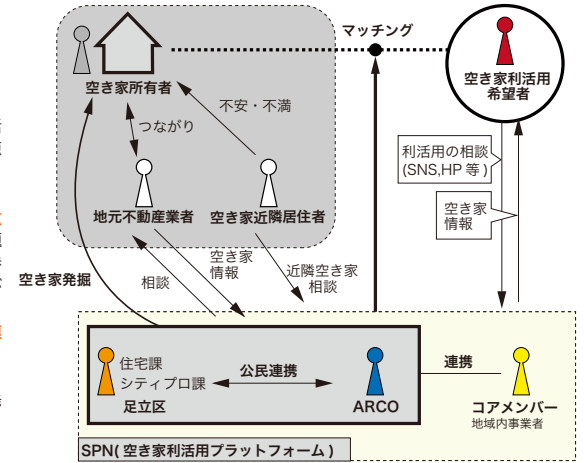 マッチング
空き家所有者
空き家利活用
希望者
不安・不満
つながり
利活用の相談
(SNS,HP 等 )
地元不動産業者
空き家近隣居住者
空き家
情報
空き家
情報
近隣空き家
相談
空き家発掘
相談
住宅課
シティプロ課
足立区
公民連携
ARCO
連携
コアメンバー
地域内事業者
SPN( 空き家利活用プラットフォーム )